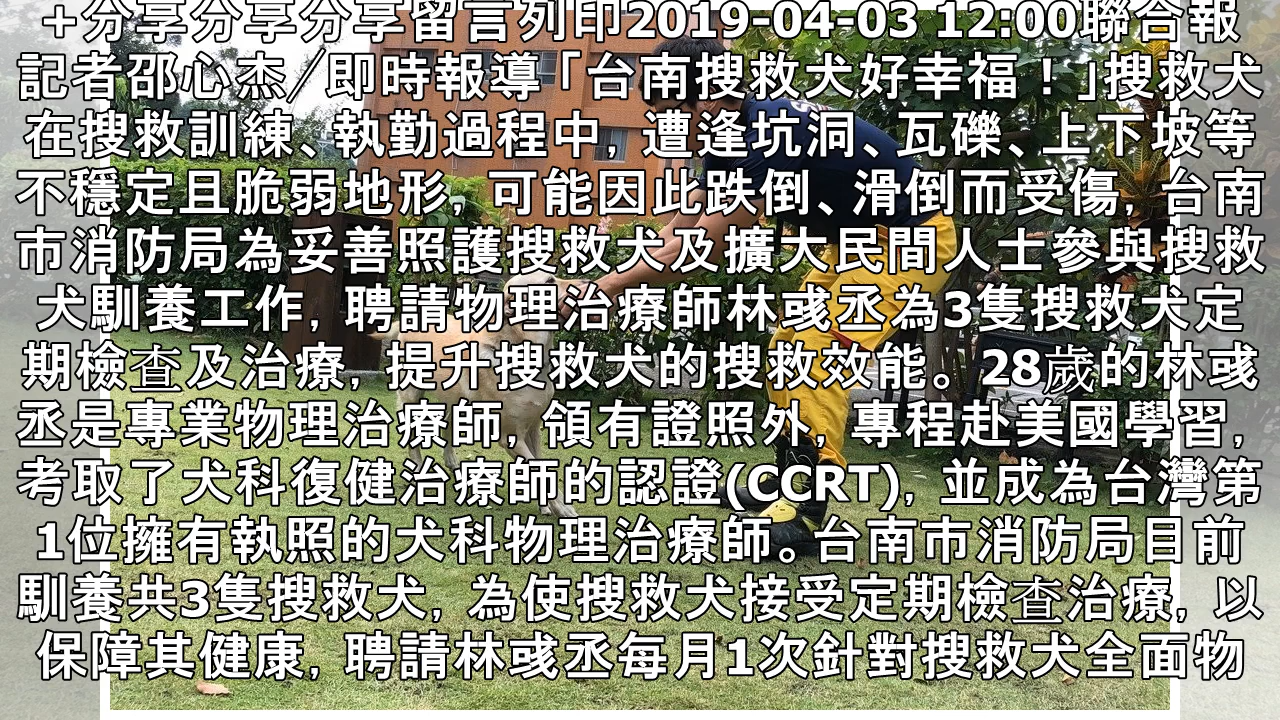 +分享分享分享留言列印2019-04-03 12:00聯合報
記者邵心杰╱即時報導「台南搜救犬好幸福！」搜救犬
在搜救訓練、執勤過程中，遭逢坑洞、瓦礫、上下坡等
不穩定且脆弱地形，可能因此跌倒、滑倒而受傷，台南
市消防局為妥善照護搜救犬及擴大民間人士參與搜救
犬馴養工作，聘請物理治療師林彧丞為3隻搜救犬定
期檢查及治療，提升搜救犬的搜救效能。28歲的林彧
丞是專業物理治療師，領有證照外，專程赴美國學習，
考取了犬科復健治療師的認證(CCRT)，並成為台灣第
1位擁有執照的犬科物理治療師。台南市消防局目前
馴養共3隻搜救犬，為使搜救犬接受定期檢查治療，以
保障其健康，聘請林彧丞每月1次針對搜救犬全面物